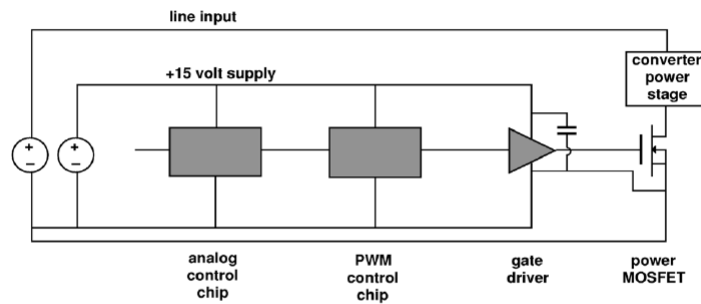 line input
+15 volt supply
converter
power
stage
+
−
+
−
analog
control
chip
PWM
control
chip
gate
driver
power
MOSFET